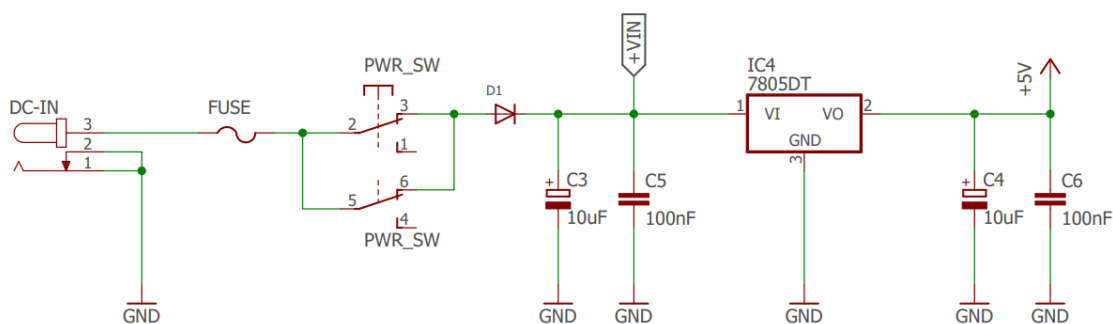 DC-IN
3
2
1
GND
FUSE
PWR_SW
2
3
1
5
6
4
PWR_SW
D1
+
C3
10uF
GND
+VIN
C5
100nF
GND
IC4
7805DT
1
VI
VO
2
GND
3
GND
+
C4
10uF
GND
+5V
C6
100nF
GND